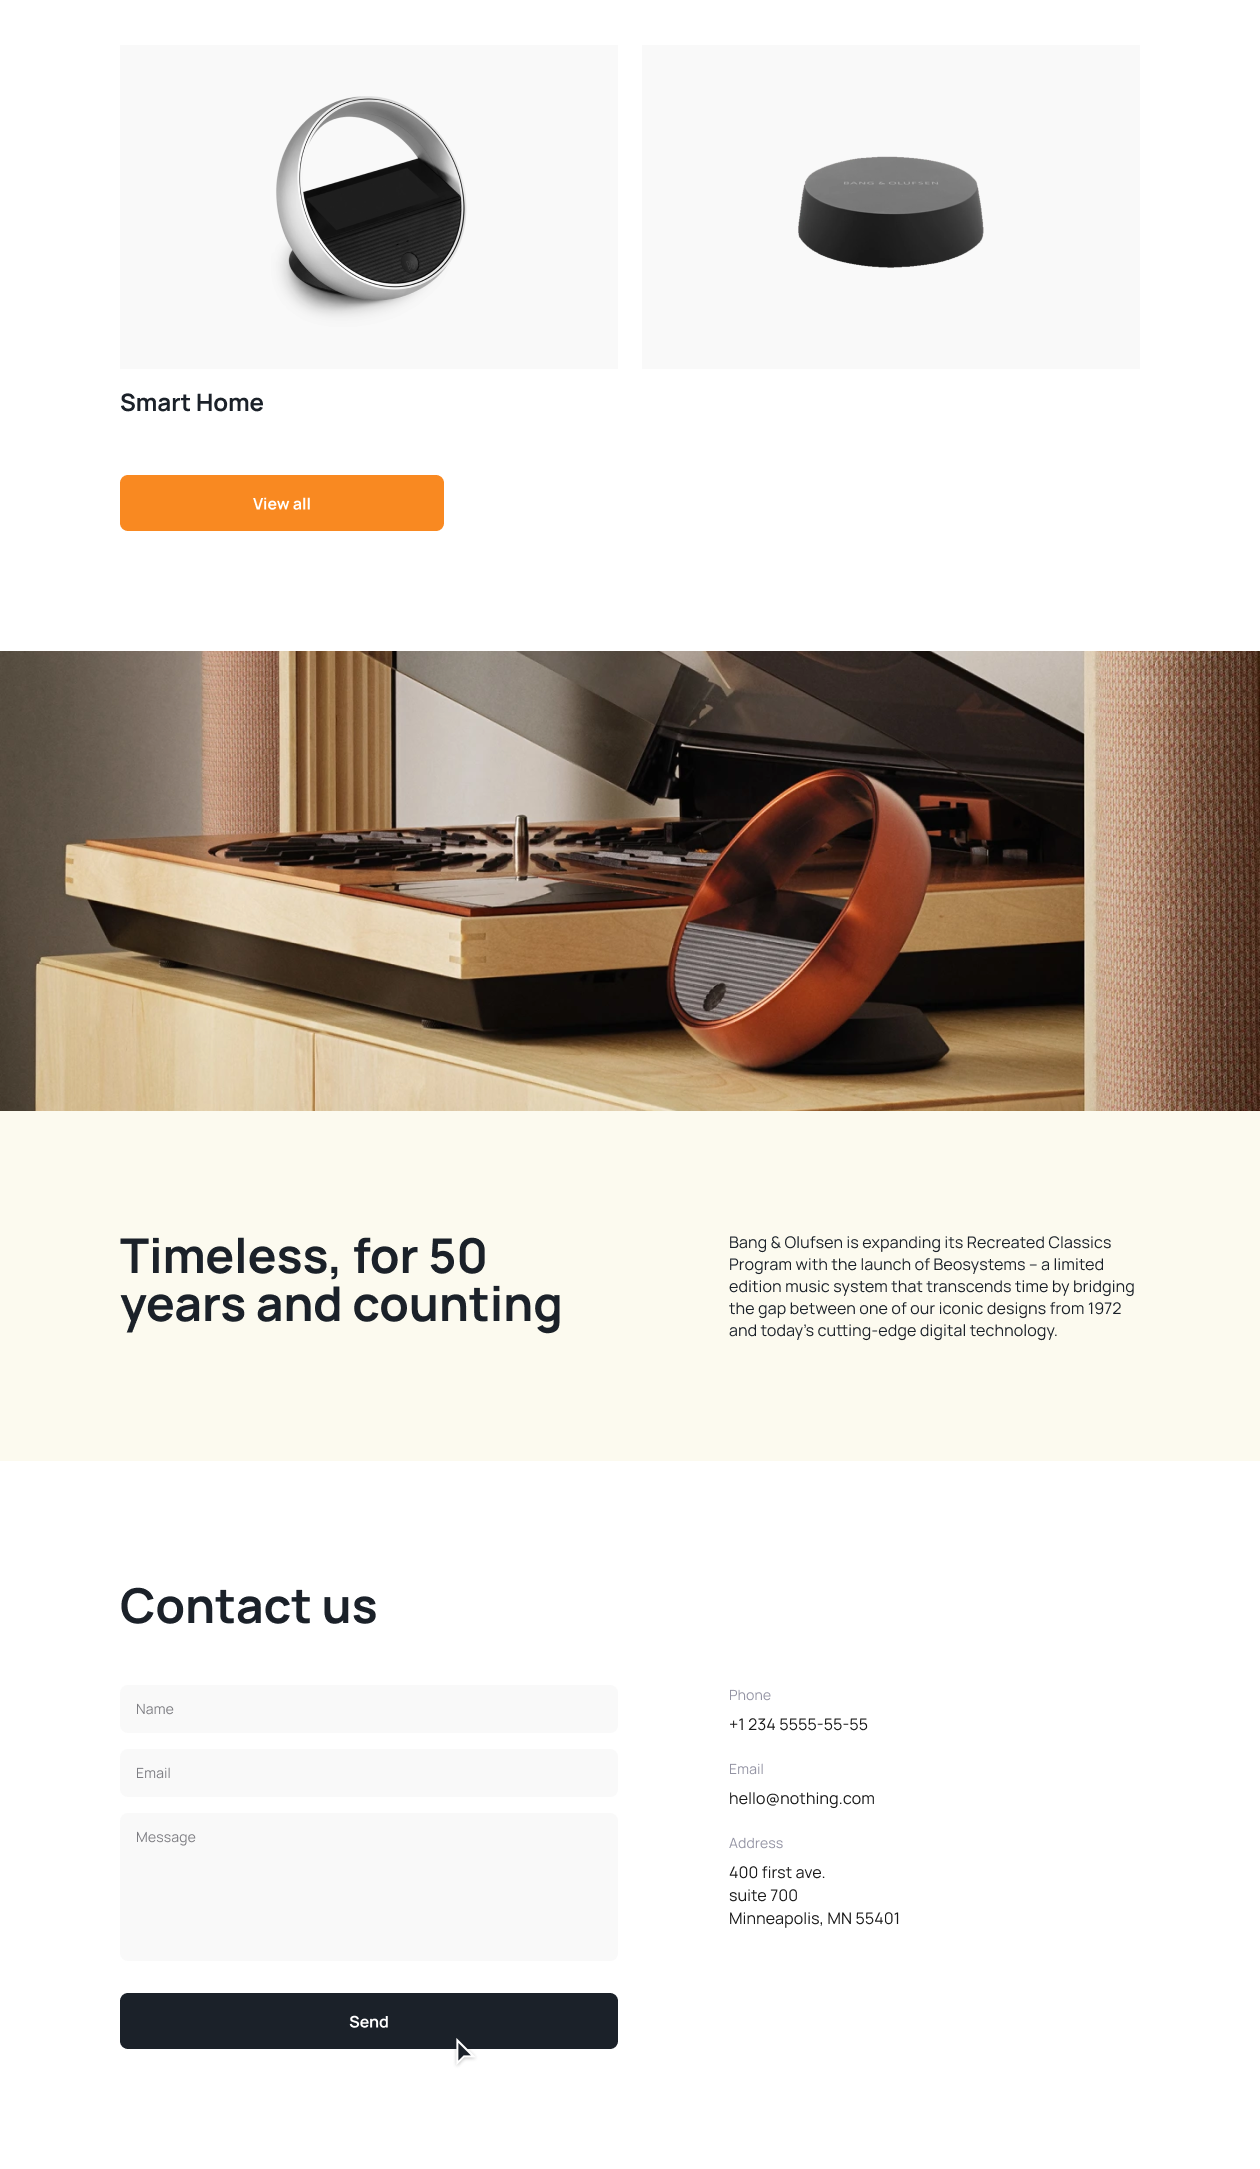 BANG & OLUFSEN
Smart Home
View all
Timeless, for 50
years and counting
Bang & Olufsen is expanding its Recreated Classics
Program with the launch of Beosystems – a limited
edition music system that transcends time by bridging
the gap between one of our iconic designs from 1972
and today’s cutting-edge digital technology.
Contact us
Name
Email
Message
Send
Phone
+1 234 5555-55-55
Email
hello@nothing.com
Address
400 first ave.
suite 700
Minneapolis, MN 55401